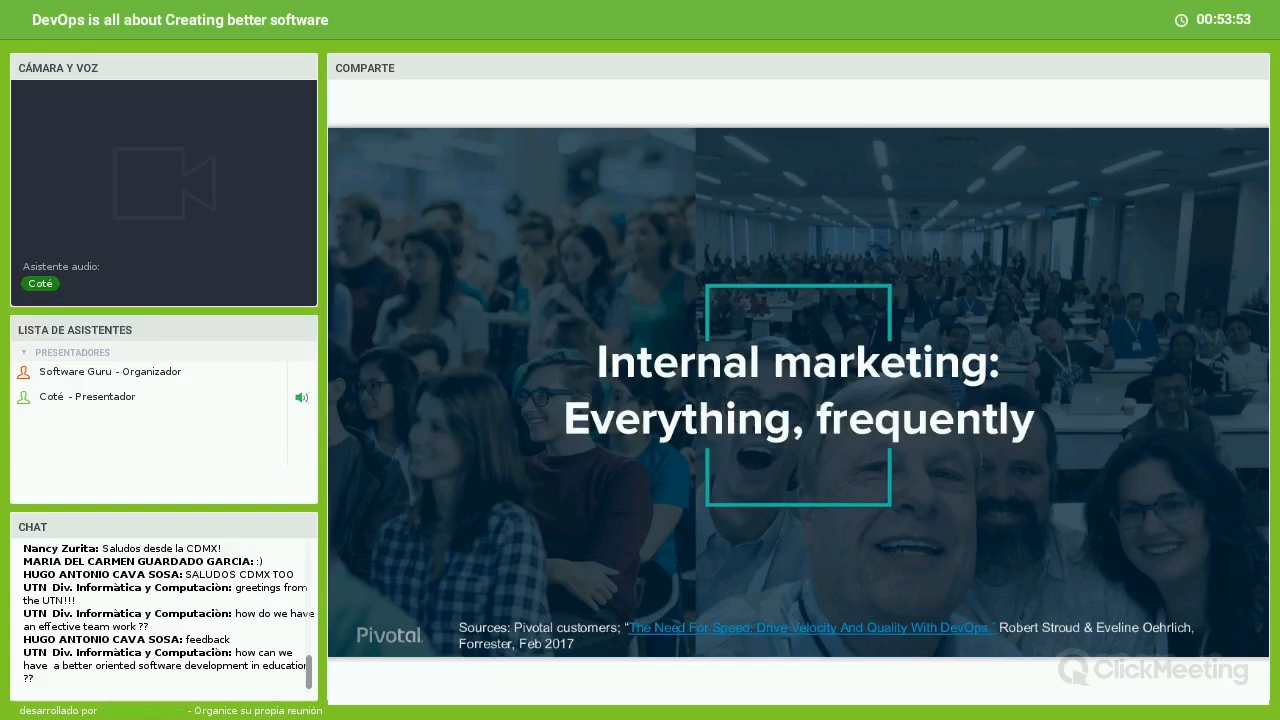 DevOps is all about Creating better software
00:53:53
CÁMARA Y VOZ
Asistente audio:
Coté
LISTA DE ASISTENTES
PRESENTADORES
Software Guru - Organizador
Coté - Presentador
CHAT
Nancy Zurita: Saludos desde la CDMX!
MARIA DEL CARMEN GUARDADO GARCIA: :)
HUGO ANTONIO CAVA SOSA: SALUDOS CDMX TOO
UTN Div. Informàtica y Computaciòn: greetings from
the UTN!!!
UTN Div. Informàtica y Computaciòn: how do we have
an effective team work ??
HUGO ANTONIO CAVA SOSA: feedback
UTN Div. Informàtica y Computaciòn: how can we
have a better oriented software development in education
??
desarrollado por - Organice su propia reunión
COMPARTE
Internal marketing:
Everything, frequently
Pivotal
Sources: Pivotal customers; “The Need For Speed: Drive Velocity And Quality With DevOps,” Robert Stroud & Eveline Oehrlich,
Forrester, Feb 2017
ClickMeeting